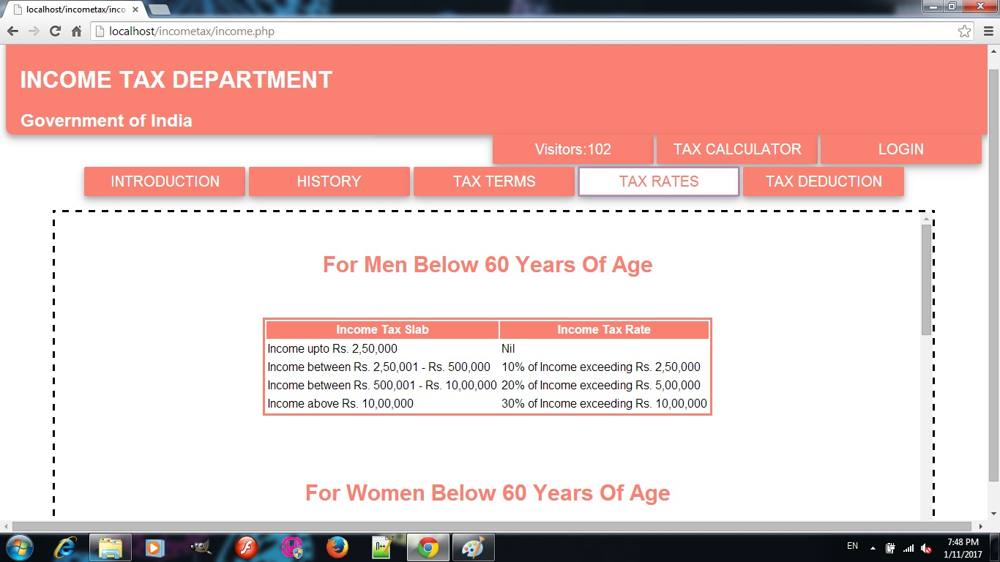 localhost/incometax/inco
localhost/incometax/income.php
INCOME TAX DEPARTMENT
Government of India
Visitors:102 TAX CALCULATOR LOGIN
INTRODUCTION HISTORY TAX TERMS TAX RATES TAX DEDUCTION
For Men Below 60 Years Of Age
Income Tax Slab Income Tax Rate
Income upto Rs. 2,50,000 Nil
Income between Rs. 2,50,001 - Rs. 500,000 10% of Income exceeding Rs. 2,50,000
Income between Rs. 500,001 - Rs. 10,00,000 20% of Income exceeding Rs. 5,00,000
Income above Rs. 10,00,000 30% of Income exceeding Rs. 10,00,000
For Women Below 60 Years Of Age
EN 7:48 PM
1/11/2017